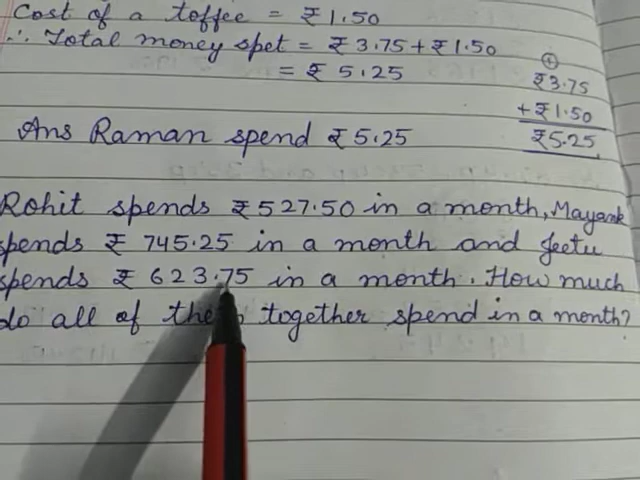 Cost of a toffee = ₹1.50
∴ Total money spet = ₹3.75+₹1.50
= ₹ 5.25
+
₹3.75
+₹1.50
₹5.25
Ans Raman spend ₹5.25
Rohit spends ₹527.50 in a month, Mayank
spends ₹ 745.25 in a month and Jeetu
spends ₹ 623.75 in a month. How much
do all of them together spend in a month?